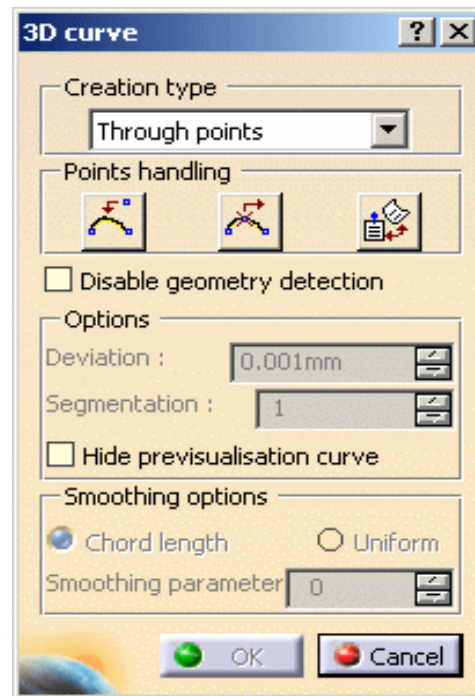 3D curve
Creation type
Through points
Points handling
Disable geometry detection
Options
Deviation : 0.001mm
Segmentation : 1
Hide previsualisation curve
Smoothing options
Chord length Uniform
Smoothing parameter 0
OK Cancel